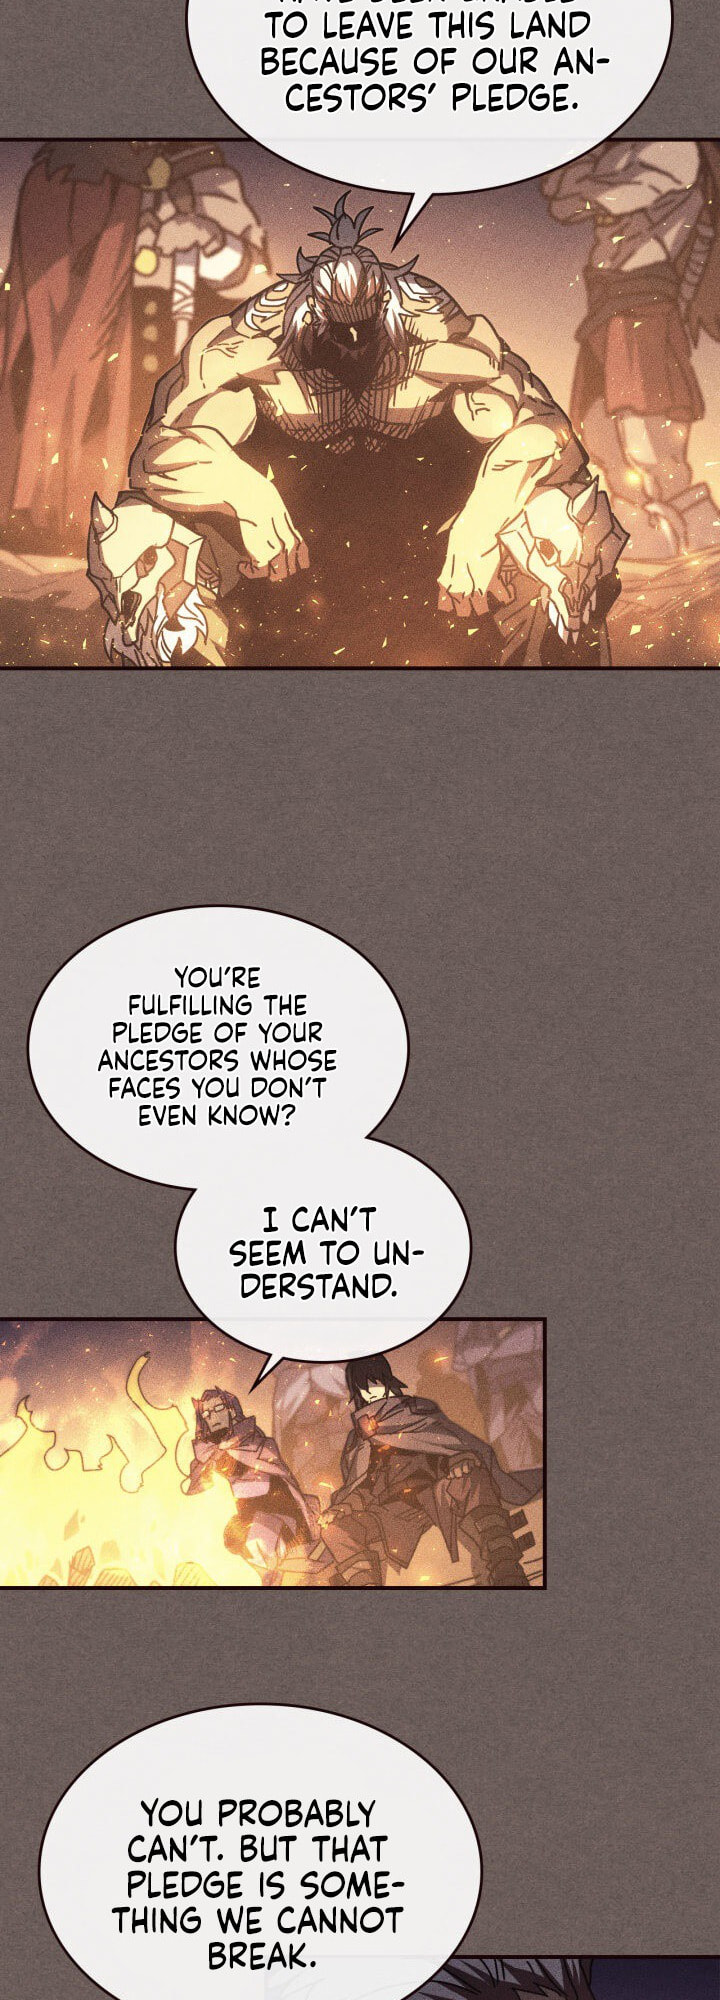 TO LEAVE THIS LAND
BECAUSE OF OUR AN-
CESTORS' PLEDGE.
YOU'RE
FULFILLING THE
PLEDGE OF YOUR
ANCESTORS WHOSE
FACES YOU DON'T
EVEN KNOW?
I CAN'T
SEEM TO UN-
DERSTAND.
YOU PROBABLY
CAN'T. BUT THAT
PLEDGE IS SOME-
THING WE CANNOT
BREAK.